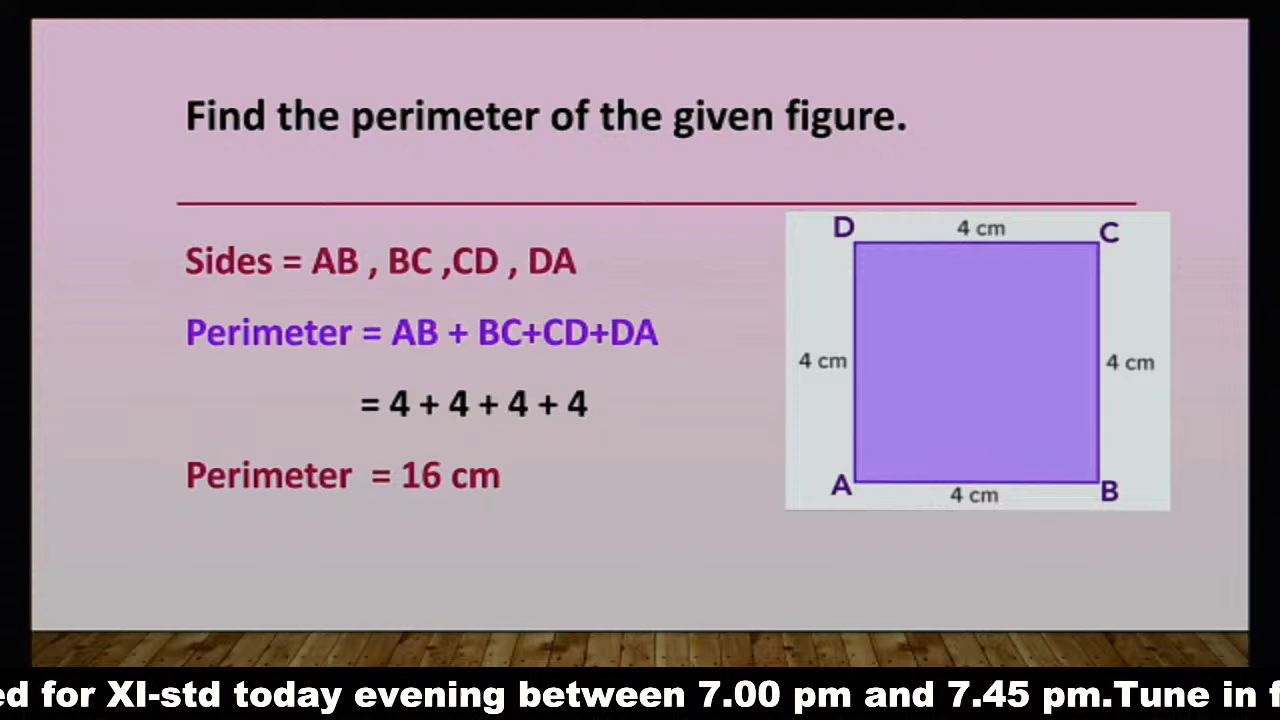 Find the perimeter of the given figure.
Sides = AB , BC ,CD , DA
Perimeter = AB + BC+CD+DA
= 4 + 4 + 4 + 4
Perimeter = 16 cm
D
4 cm
C
4 cm
4 cm
A
4 cm
B
ed for XI-std today evening between 7.00 pm and 7.45 pm.Tune in f